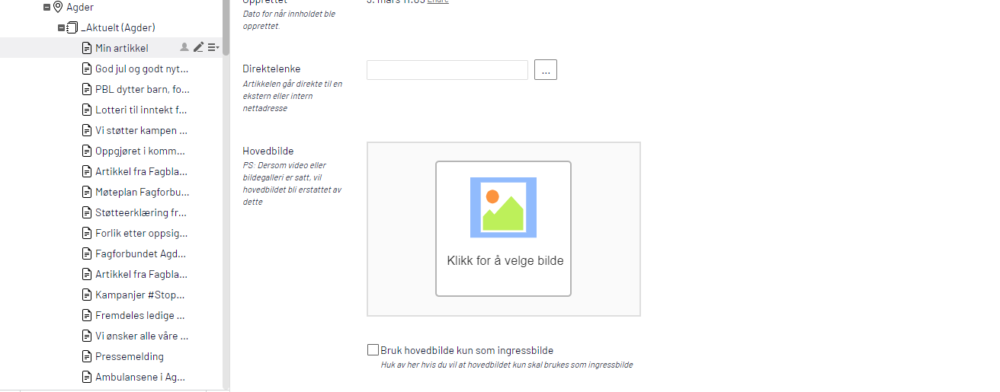 Agder
_Aktuelt (Agder)
Min artikkel
God jul og godt nyt...
PBL dytter barn, fo...
Lotteri til inntekt f...
Vi støtter kampen ...
Oppgjøret i komm...
Artikkel fra Fagbla...
Møteplan Fagforbu...
Støtteerklæring fr...
Forlik etter oppsig...
Fagforbundet Agd...
Artikkel fra Fagbla...
Kampanjer #Stop...
Fremdeles ledige ...
Vi ønsker alle våre ...
Pressemelding
Ambulansene i Ag...
Opprettet
Dato for når innholdet ble
opprettet.
Endre
Direktelenke
...
Artikkelen går direkte til en
ekstern eller intern
nettadresse
Hovedbilde
PS: Dersom video eller
bildegalleri er satt, vil
hovedbildet bli erstattet av
dette
Klikk for å velge bilde
Bruk hovedbilde kun som ingressbilde
Huk av her hvis du vil at hovedbildet kun skal brukes som ingressbilde